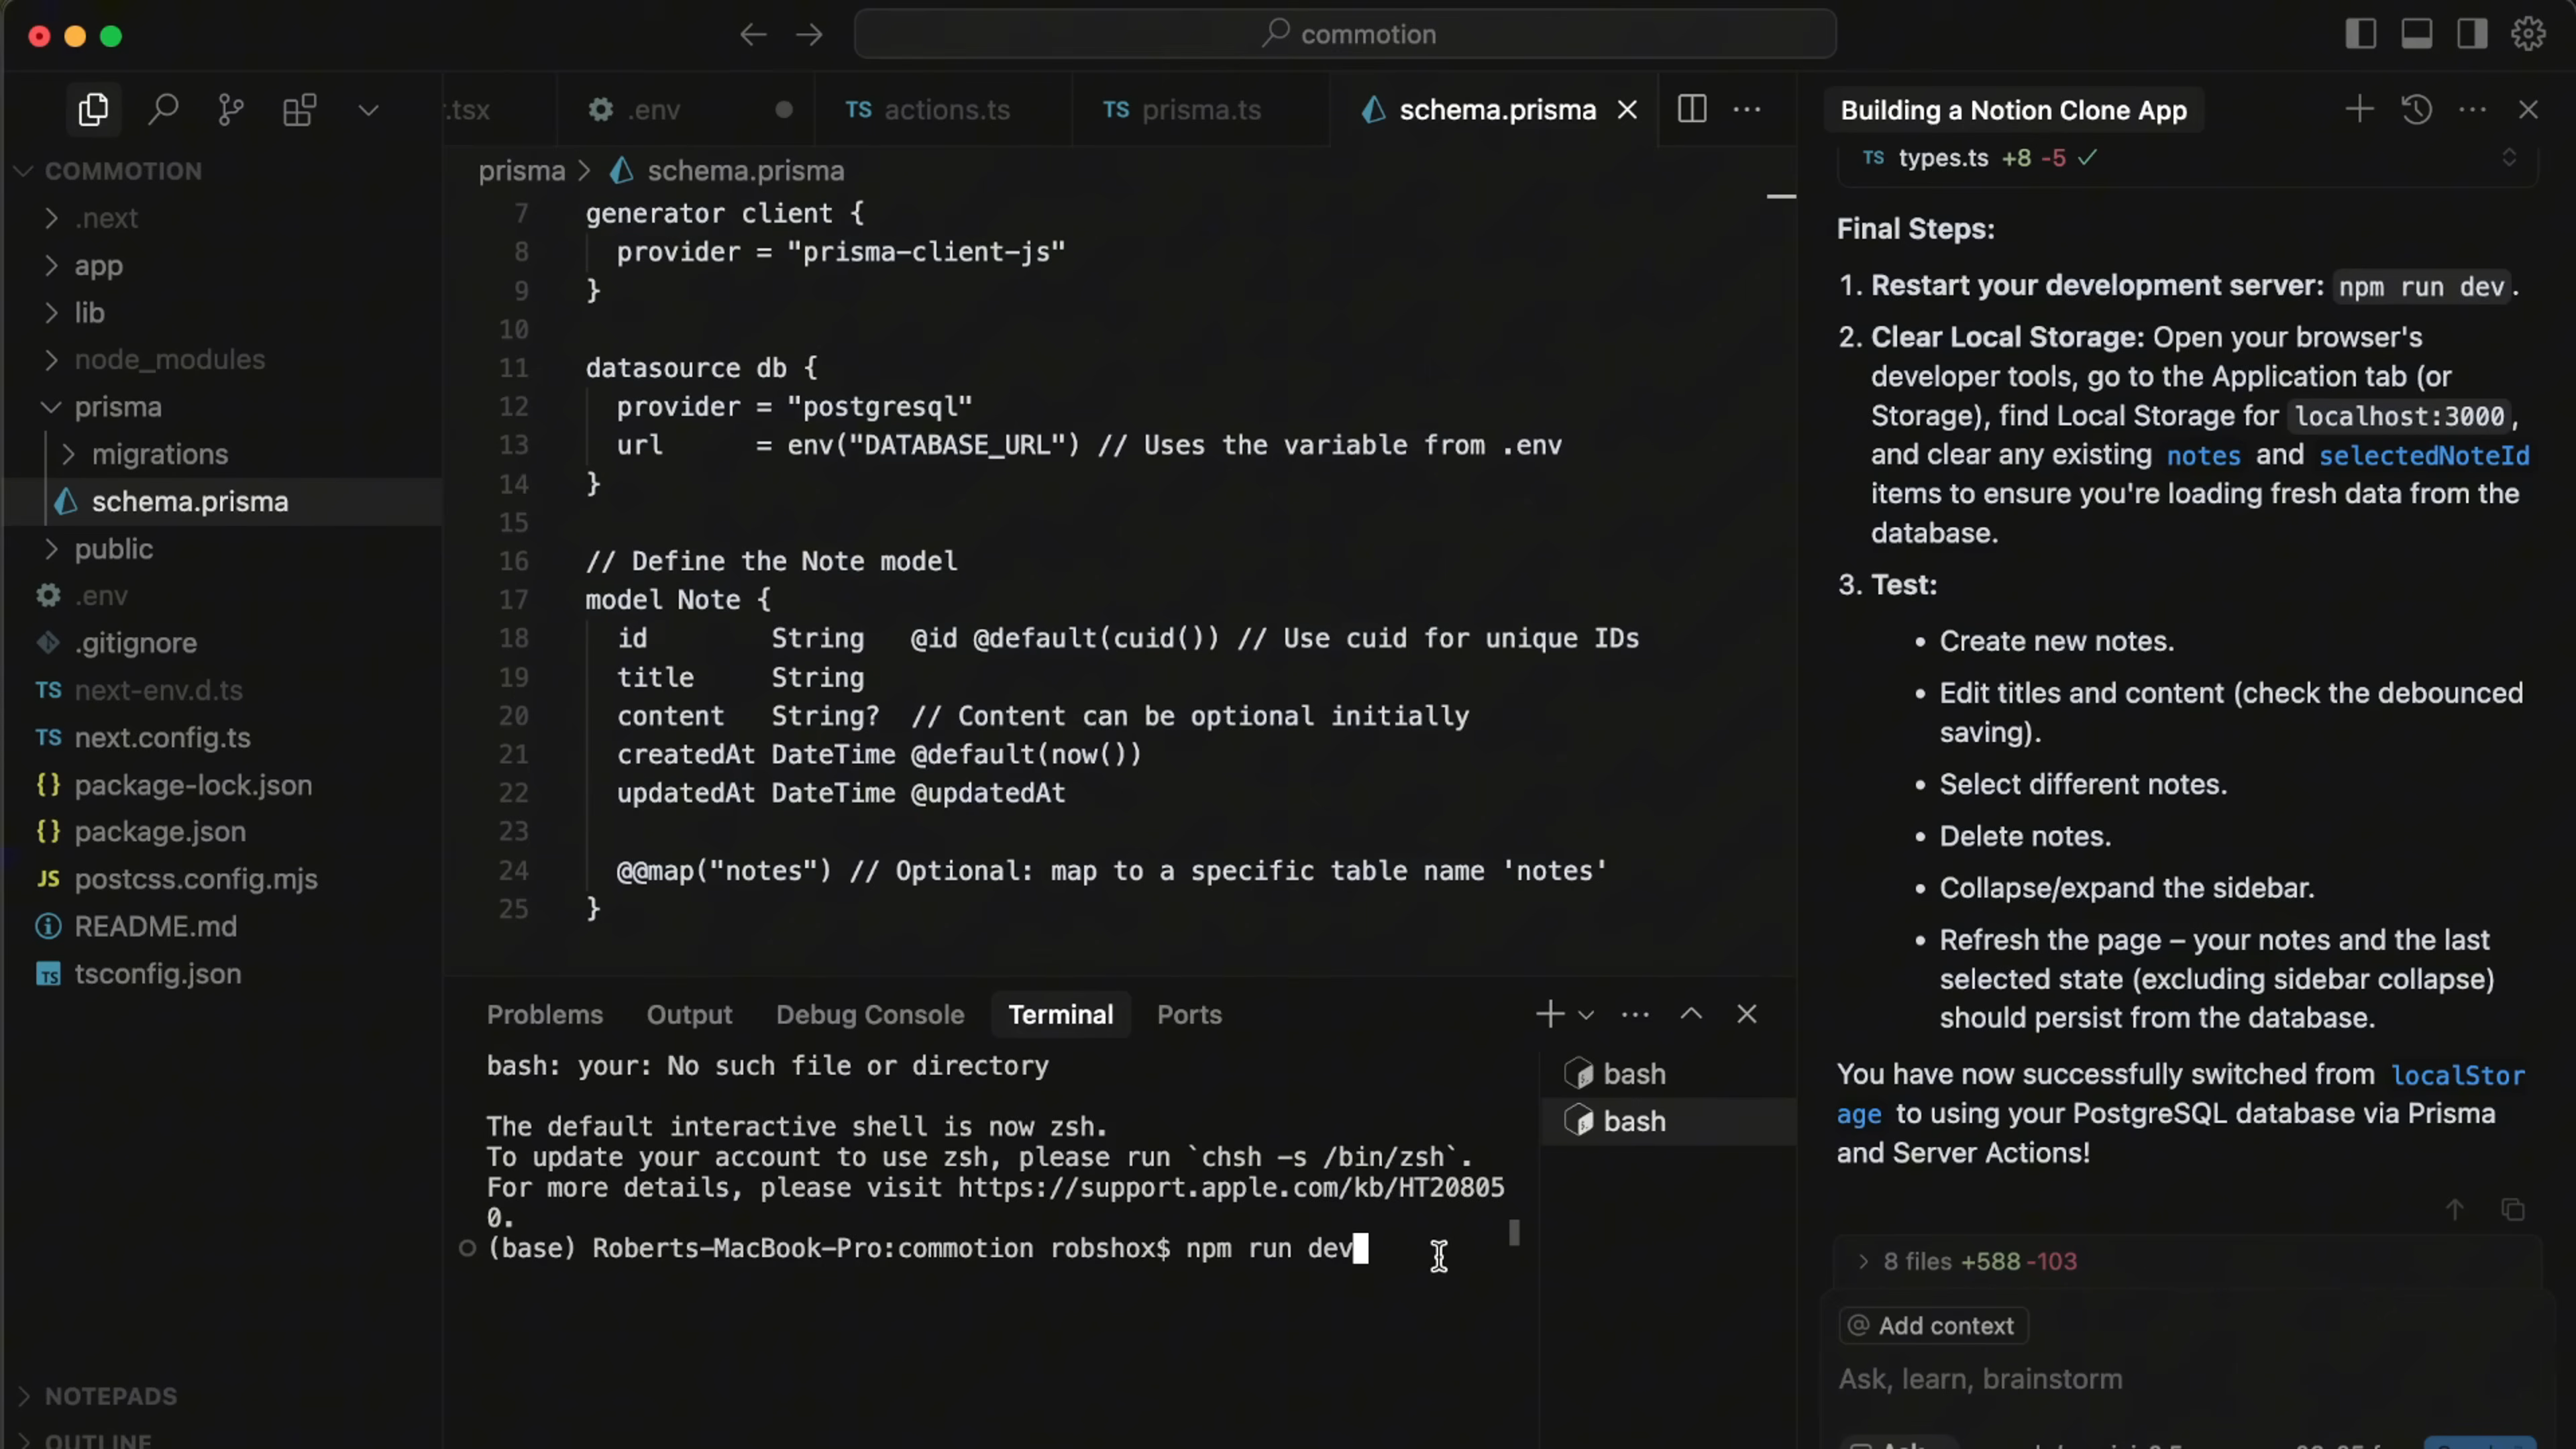 commotion
.tsx
.env
TS actions.ts
TS prisma.ts
schema.prisma
Building a Notion Clone App
COMMOTION
.next
app
lib
node_modules
prisma
migrations
schema.prisma
public
.env
.gitignore
TS next-env.d.ts
TS next.config.ts
{} package-lock.json
{} package.json
JS postcss.config.mjs
README.md
TS tsconfig.json
NOTEPADS
OUTLINE
prisma > schema.prisma
7 generator client {
8 provider = "prisma-client-js"
9 }
10
11 datasource db {
12 provider = "postgresql"
13 url = env("DATABASE_URL") // Uses the variable from .env
14 }
15
16 // Define the Note model
17 model Note {
18 id String @id @default(cuid()) // Use cuid for unique IDs
19 title String
20 content String? // Content can be optional initially
21 createdAt DateTime @default(now())
22 updatedAt DateTime @updatedAt
23
24 @@map("notes") // Optional: map to a specific table name 'notes'
25 }
Problems Output Debug Console Terminal Ports
bash: your: No such file or directory
The default interactive shell is now zsh.
To update your account to use zsh, please run `chsh -s /bin/zsh`.
For more details, please visit https://support.apple.com/kb/HT20805
0.
(base) Roberts-MacBook-Pro:commotion robshox$ npm run dev
bash
bash
TS types.ts +8 -5
Final Steps:
1. Restart your development server: npm run dev.
2. Clear Local Storage: Open your browser's
developer tools, go to the Application tab (or
Storage), find Local Storage for localhost:3000,
and clear any existing notes and selectedNoteId
items to ensure you're loading fresh data from the
database.
3. Test:
• Create new notes.
• Edit titles and content (check the debounced
saving).
• Select different notes.
• Delete notes.
• Collapse/expand the sidebar.
• Refresh the page – your notes and the last
selected state (excluding sidebar collapse)
should persist from the database.
You have now successfully switched from localStor
age to using your PostgreSQL database via Prisma
and Server Actions!
8 files +588 -103
@ Add context
Ask, learn, brainstorm